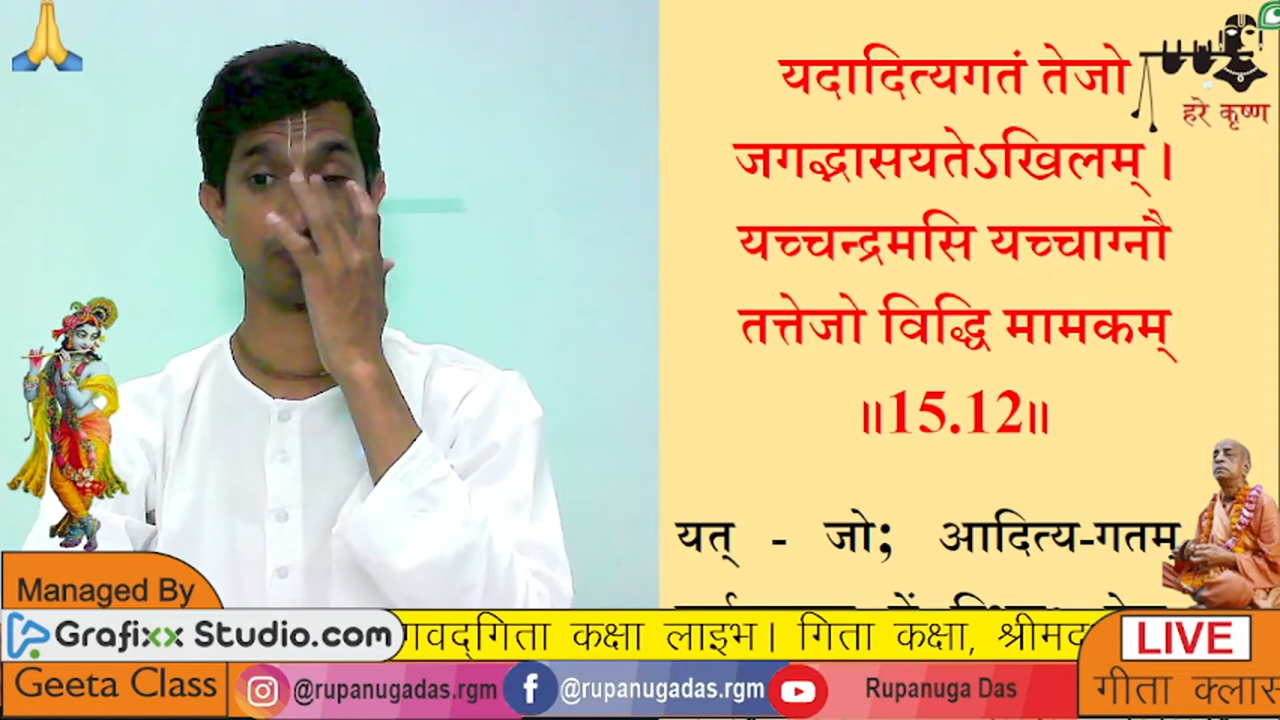 यदादित्यगतं तेजो
जगद्भासयतेऽखिलम् ।
यच्चन्द्रमसि यच्चाग्नौ
तत्तेजो विद्धि मामकम्
॥15.12॥
हरे कृष्ण
यत् - जो; आदित्य-गतम्
Managed By
Grafixx Studio.com
गवद्गिता कक्षा लाइभ। गिता कक्षा,
LIVE
Geeta Class
@rupanugadas.rgm
@rupanugadas.rgm
Rupanuga Das
गीता